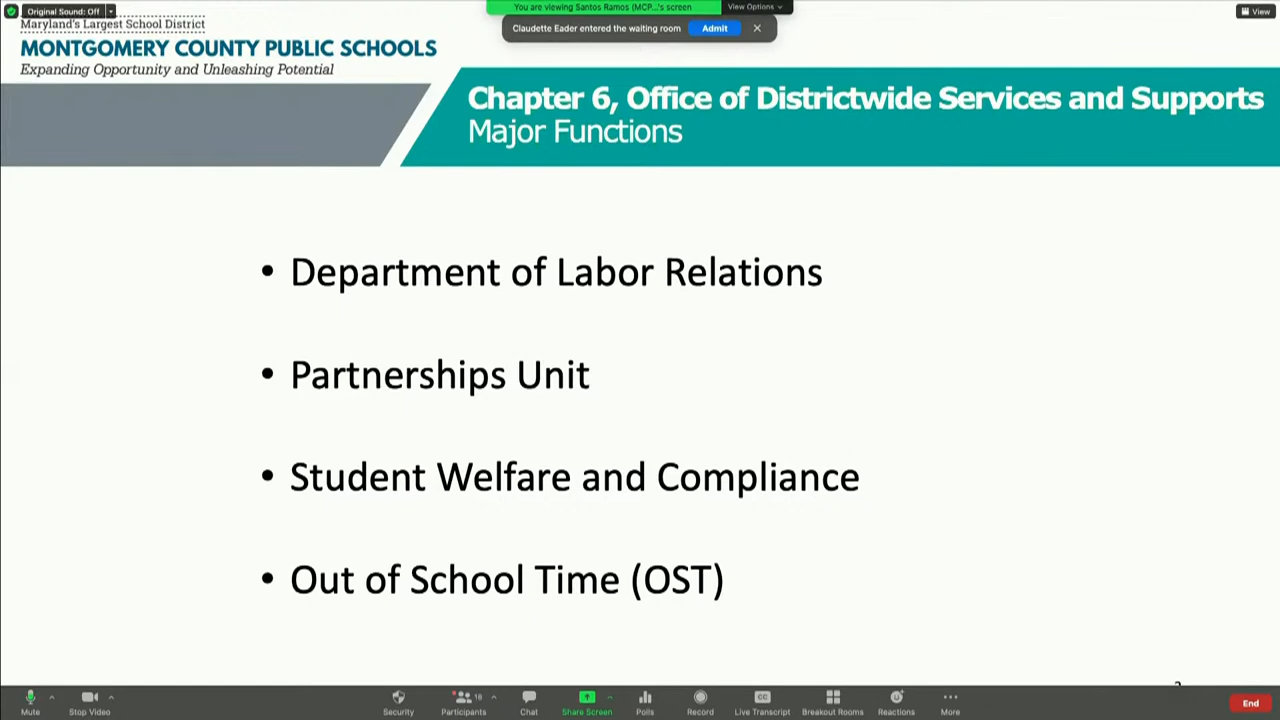 Original Sound: Off
You are viewing Santos Ramos (MCP...'s screen
View Options
View
Maryland's Largest School District
Claudette Eader entered the waiting room
Admit
MONTGOMERY COUNTY PUBLIC SCHOOLS
Expanding Opportunity and Unleashing Potential
Chapter 6, Office of Districtwide Services and Supports
Major Functions
• Department of Labor Relations
• Partnerships Unit
• Student Welfare and Compliance
• Out of School Time (OST)
Mute
Stop Video
Security
Participants
18
Chat
Share Screen
Polls
Record
CC
Live Transcript
Breakout Rooms
Reactions
More
End